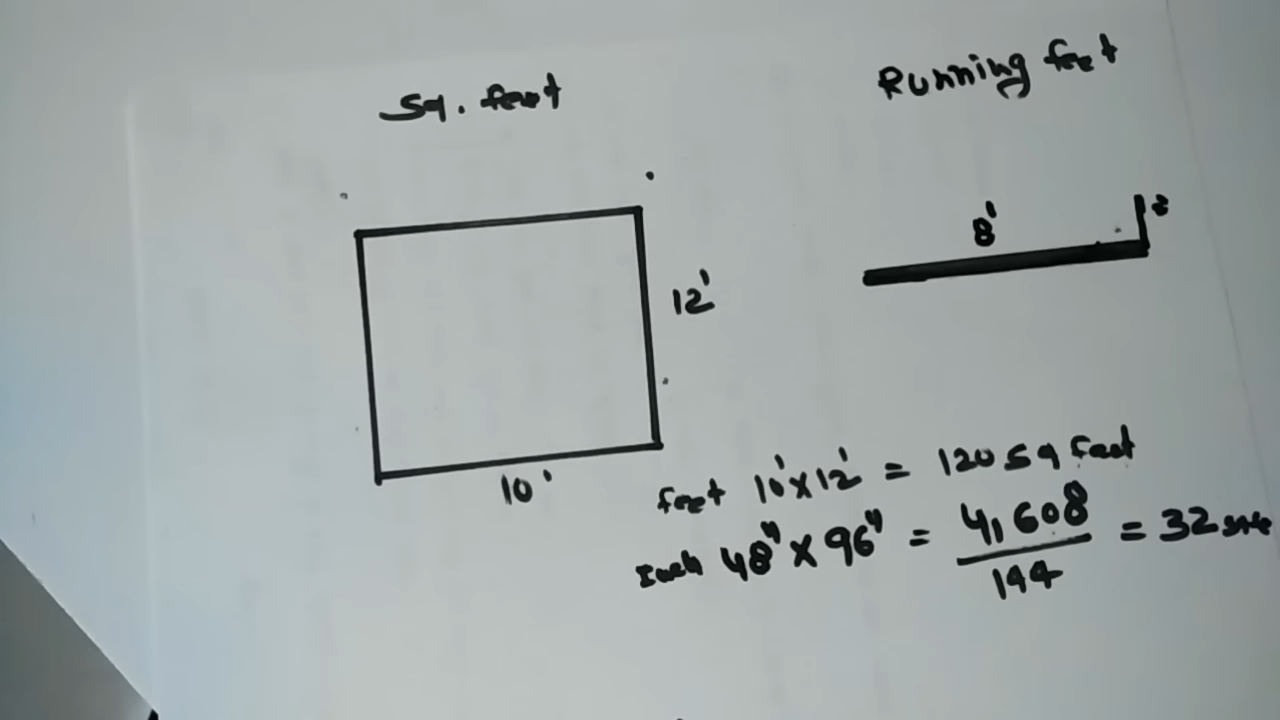 Sq. feet
Running feet
8'
12'
10'
feet 10'x12' = 120 sq feet
Inch 48"x96" = 4,608/144 = 32